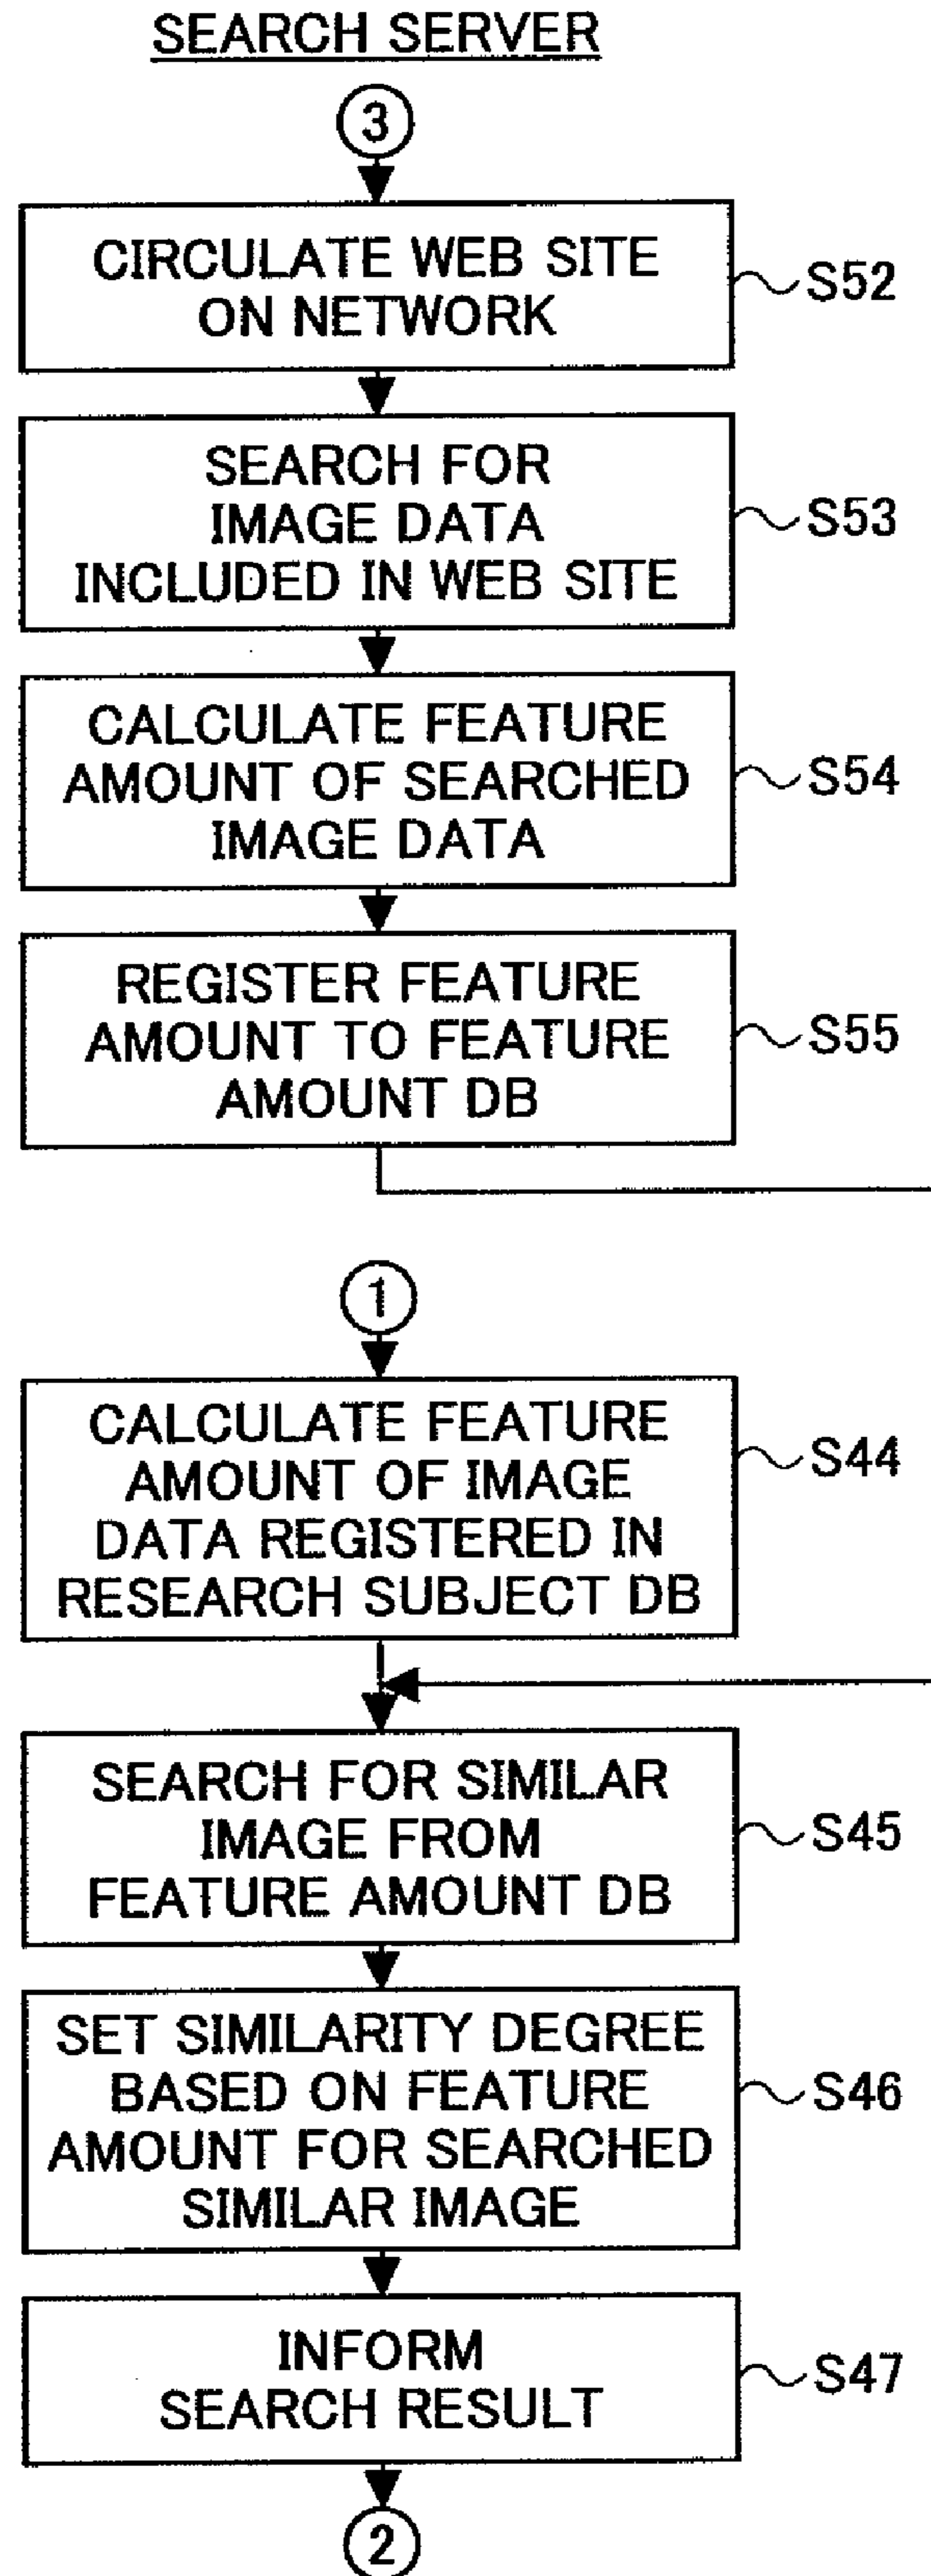 SEARCH SERVER
3
CIRCULATE WEB SITE
ON NETWORK
S52
SEARCH FOR
IMAGE DATA
INCLUDED IN WEB SITE
S53
CALCULATE FEATURE
AMOUNT OF SEARCHED
IMAGE DATA
S54
REGISTER FEATURE
AMOUNT TO FEATURE
AMOUNT DB
S55
1
CALCULATE FEATURE
AMOUNT OF IMAGE
DATA REGISTERED IN
RESEARCH SUBJECT DB
S44
SEARCH FOR SIMILAR
IMAGE FROM
FEATURE AMOUNT DB
S45
SET SIMILARITY DEGREE
BASED ON FEATURE
AMOUNT FOR SEARCHED
SIMILAR IMAGE
S46
INFORM
SEARCH RESULT
S47
2